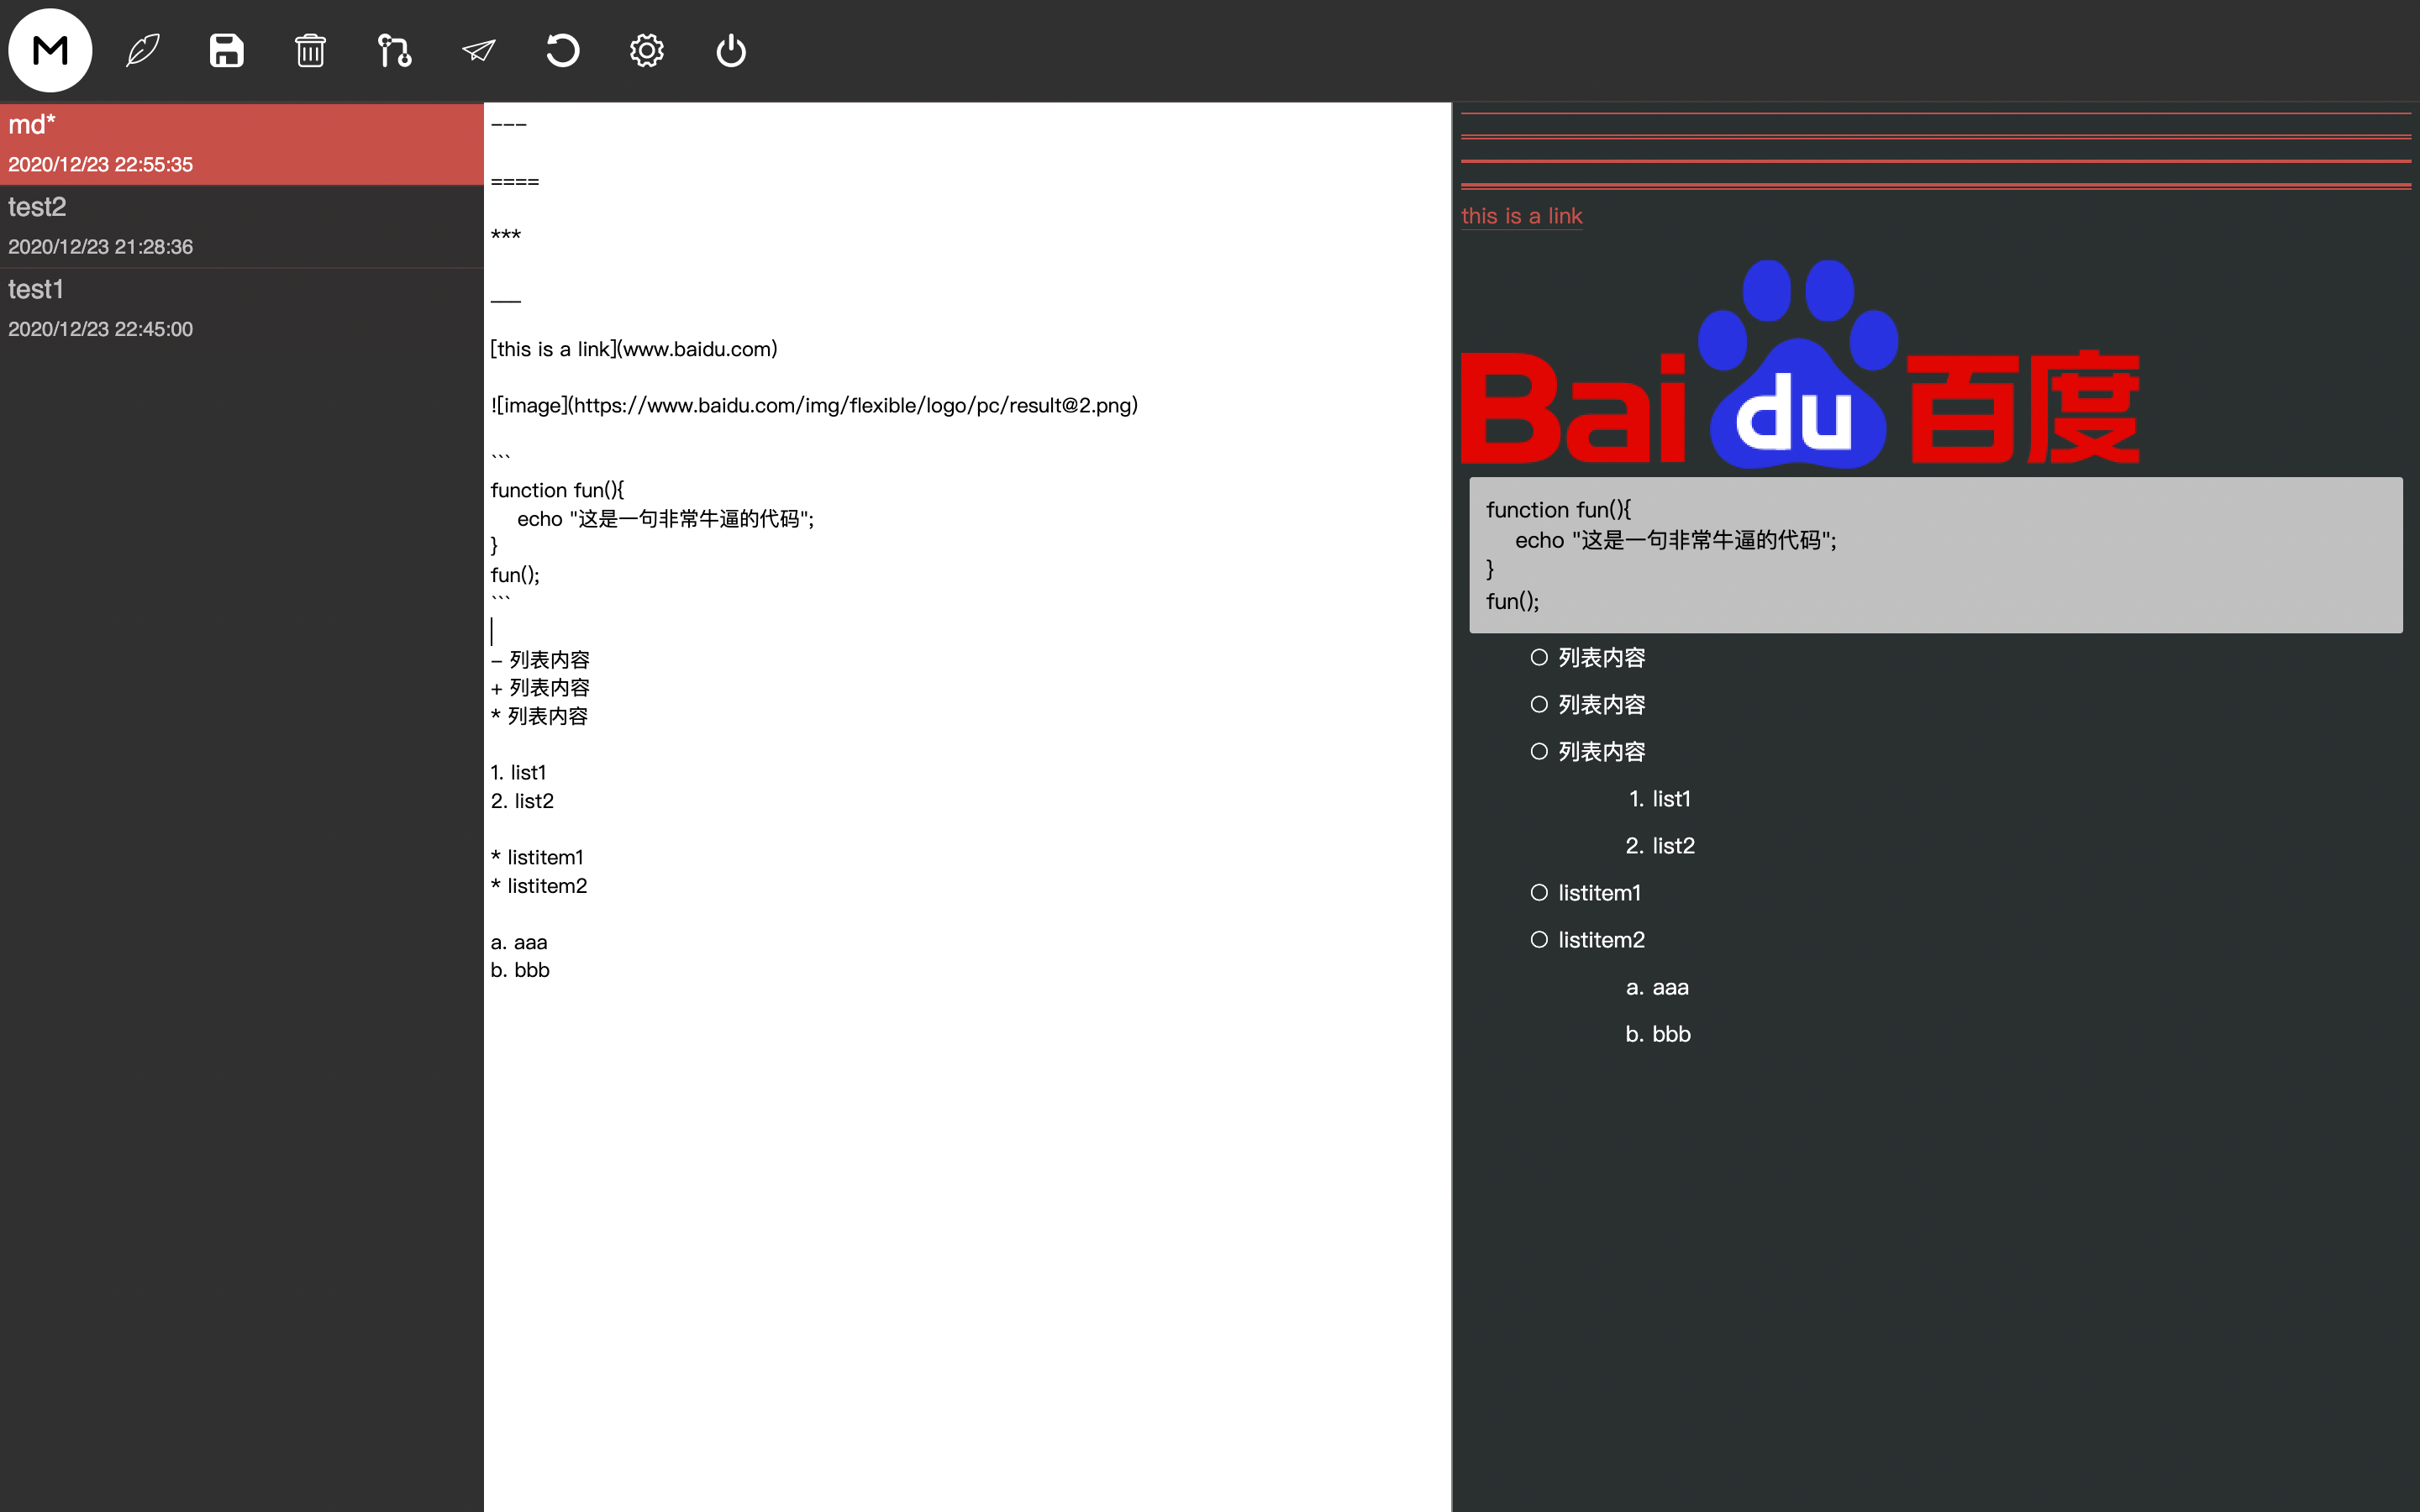 M
md*
2020/12/23 22:55:35
test2
2020/12/23 21:28:36
test1
2020/12/23 22:45:00
---
====
***
___
[this is a link](www.baidu.com)
![image](https://www.baidu.com/img/flexible/logo/pc/result@2.png)
```
function fun(){
    echo "这是一句非常牛逼的代码";
}
fun();
```
- 列表内容
+ 列表内容
* 列表内容
1. list1
2. list2
* listitem1
* listitem2
a. aaa
b. bbb
this is a link
Bai du 百度
function fun(){
    echo "这是一句非常牛逼的代码";
}
fun();
列表内容
列表内容
列表内容
1. list1
2. list2
listitem1
listitem2
a. aaa
b. bbb